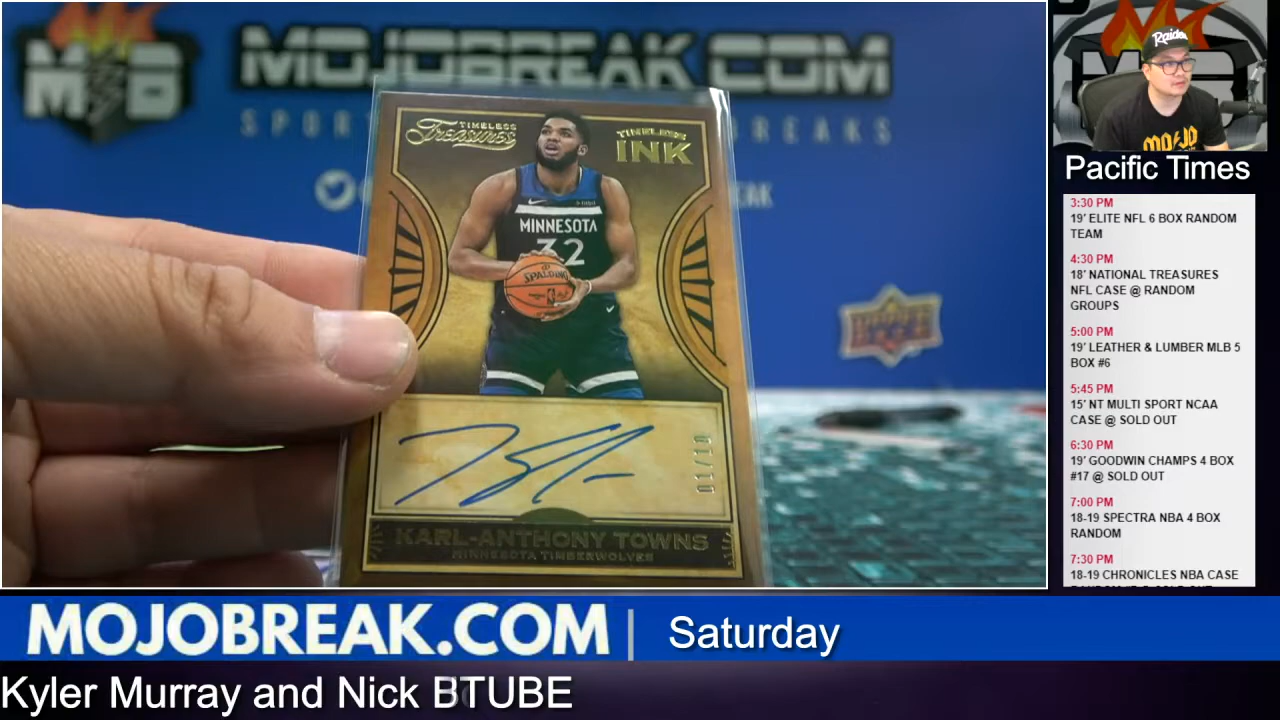 MOJOBREAK.COM
TIMELESS
Treasures
TIMELESS
INK
MINNESOTA
32
SPALDING
01/10
KARL-ANTHONY TOWNS
MINNESOTA TIMBERWOLVES
UPPER
DECK
Raiders
MOJO
Pacific Times
3:30 PM
19' ELITE NFL 6 BOX RANDOM
TEAM
4:30 PM
18' NATIONAL TREASURES
NFL CASE @ RANDOM
GROUPS
5:00 PM
19' LEATHER & LUMBER MLB 5
BOX #6
5:45 PM
15' NT MULTI SPORT NCAA
CASE @ SOLD OUT
6:30 PM
19' GOODWIN CHAMPS 4 BOX
#17 @ SOLD OUT
7:00 PM
18-19 SPECTRA NBA 4 BOX
RANDOM
7:30 PM
18-19 CHRONICLES NBA CASE
MOJOBREAK.COM | Saturday
Kyler Murray and Nick BTUBE